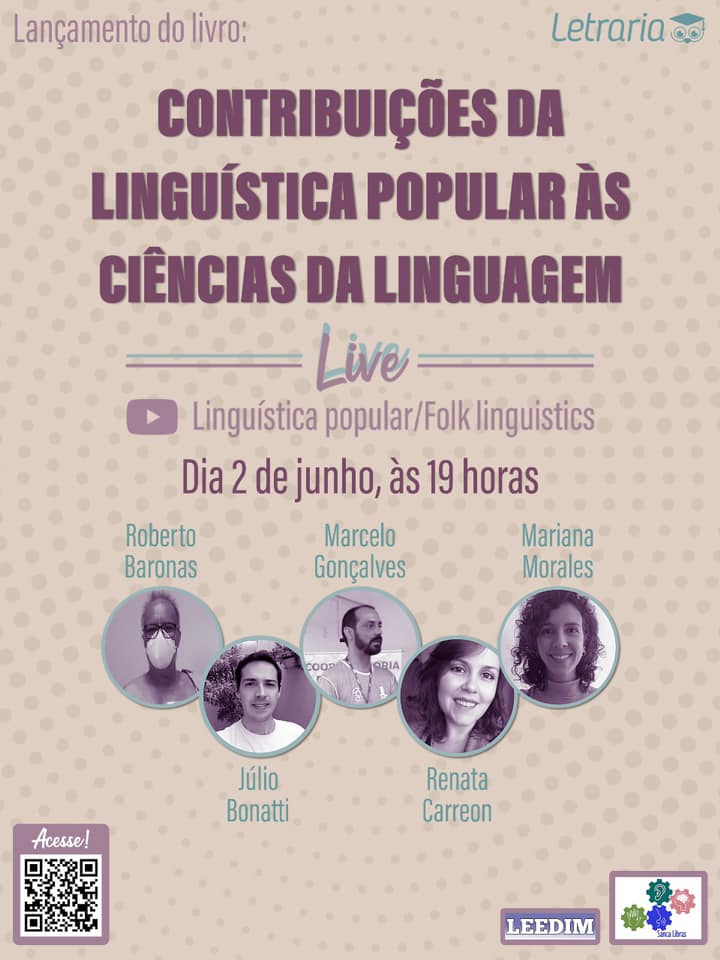 Lançamento do livro:
Letraria
CONTRIBUIÇÕES DA
LINGUÍSTICA POPULAR ÀS
CIÊNCIAS DA LINGUAGEM
Live
Linguística popular/Folk linguistics
Dia 2 de junho, às 19 horas
Roberto
Baronas
Marcelo
Gonçalves
Mariana
Morales
Júlio
Bonatti
Renata
Carreon
Acesse!
LEEDIM
Sanca Libras